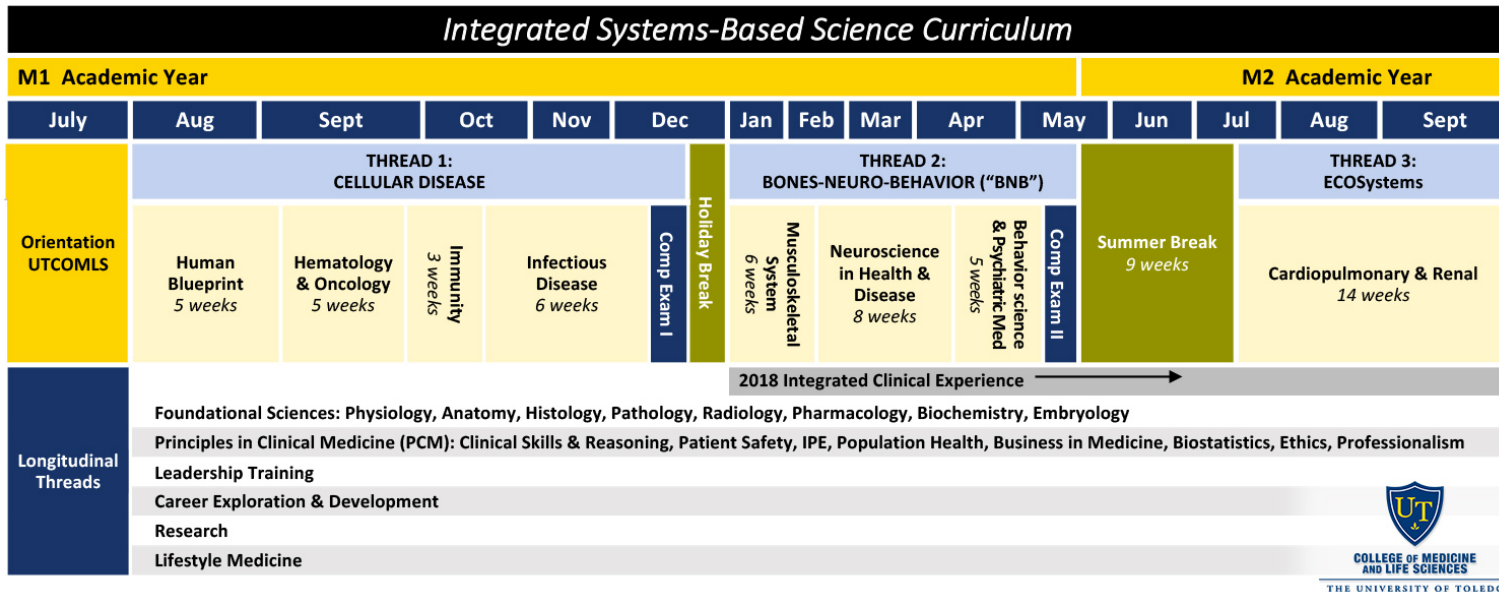 Integrated Systems-Based Science Curriculum
M1 Academic Year
M2 Academic Year
July
Aug
Sept
Oct
Nov
Dec
Jan
Feb
Mar
Apr
May
Jun
Jul
Aug
Sept
Orientation
UTCOMLS
THREAD 1:
CELLULAR DISEASE
Human
Blueprint
5 weeks
Hematology
& Oncology
5 weeks
Immunity
3 weeks
Infectious
Disease
6 weeks
Comp Exam I
Holiday Break
THREAD 2:
BONES-NEURO-BEHAVIOR (“BNB”)
Musculoskeletal
System
6 weeks
Neuroscience
in Health &
Disease
8 weeks
Behavior science
& Psychiatric Med
5 weeks
Comp Exam II
Summer Break
9 weeks
THREAD 3:
ECOSystems
Cardiopulmonary & Renal
14 weeks
2018 Integrated Clinical Experience
Longitudinal
Threads
Foundational Sciences: Physiology, Anatomy, Histology, Pathology, Radiology, Pharmacology, Biochemistry, Embryology
Principles in Clinical Medicine (PCM): Clinical Skills & Reasoning, Patient Safety, IPE, Population Health, Business in Medicine, Biostatistics, Ethics, Professionalism
Leadership Training
Career Exploration & Development
Research
Lifestyle Medicine
UT
COLLEGE OF MEDICINE
AND LIFE SCIENCES
THE UNIVERSITY OF TOLEDO